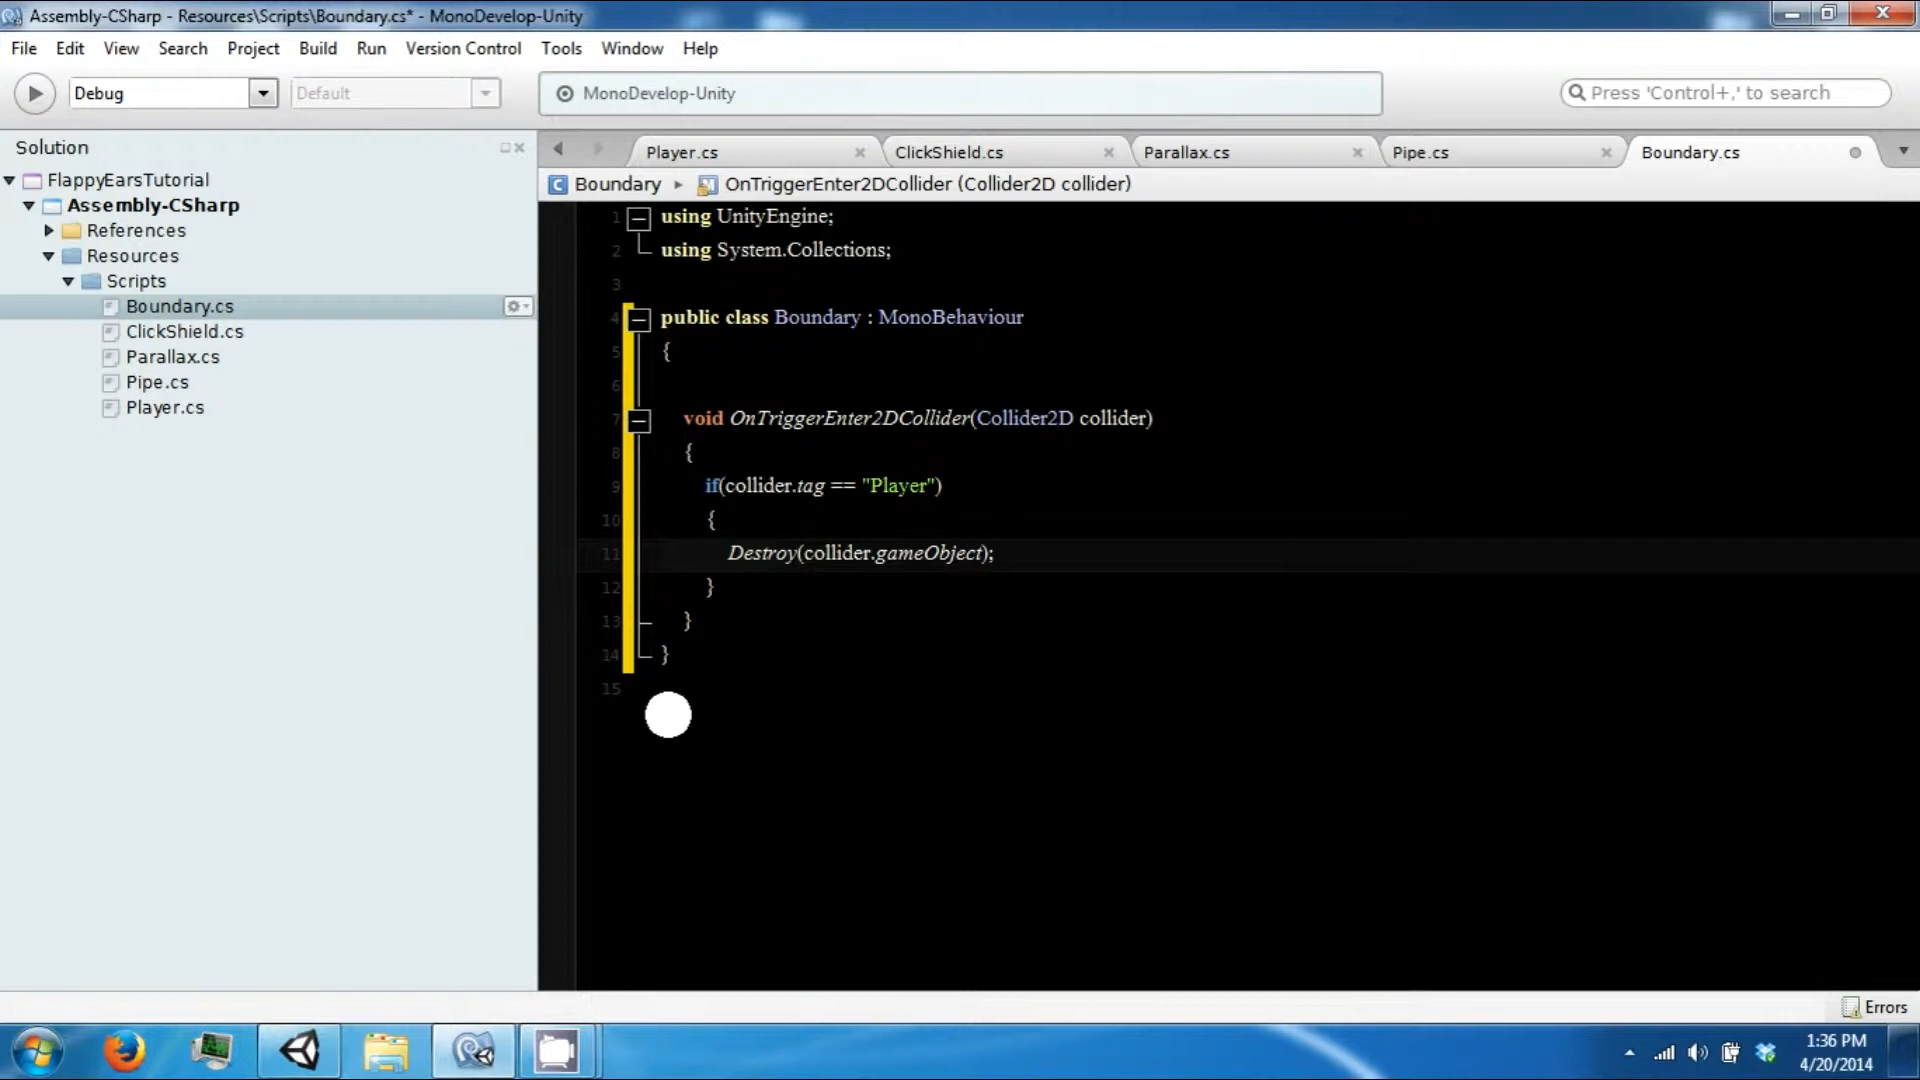 Assembly-CSharp - Resources\Scripts\Boundary.cs* - MonoDevelop-Unity
File Edit View Search Project Build Run Version Control Tools Window Help
Debug Default MonoDevelop-Unity Press 'Control+,' to search
Solution
FlappyEarsTutorial
Assembly-CSharp
References
Resources
Scripts
Boundary.cs
ClickShield.cs
Parallax.cs
Pipe.cs
Player.cs
Player.cs ClickShield.cs Parallax.cs Pipe.cs Boundary.cs
Boundary OnTriggerEnter2DCollider (Collider2D collider)
1 using UnityEngine;
2 using System.Collections;
3
4 public class Boundary : MonoBehaviour
5 {
6
7 void OnTriggerEnter2DCollider(Collider2D collider)
8 {
9 if(collider.tag == "Player")
10 {
11 Destroy(collider.gameObject);
12 }
13 }
14 }
15
Errors
1:36 PM
4/20/2014